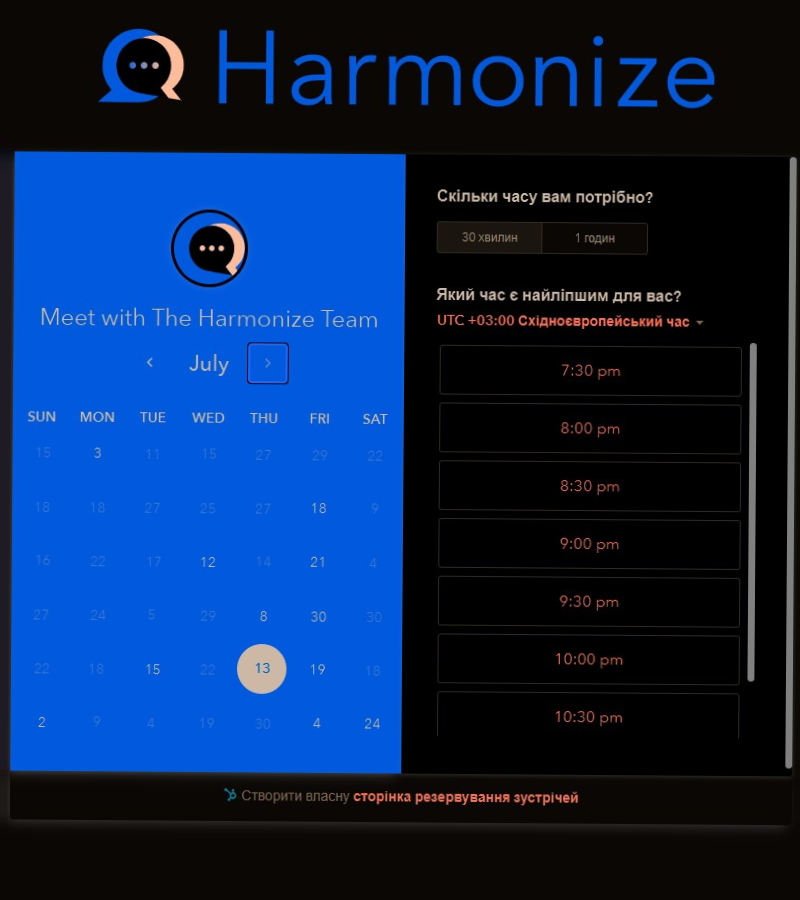 Harmonize
Meet with The Harmonize Team
July
SUN MON TUE WED THU FRI SAT
15 3 11 15 27 29 22
18 18 27 25 27 18 9
16 22 17 12 14 21 4
27 24 5 29 8 30 30
22 18 15 22 13 19 18
2 9 4 19 30 4 24
Скільки часу вам потрібно?
30 хвилин 1 годин
Який час є найліпшим для вас?
UTC +03:00 Східноєвропейський час
7:30 pm
8:00 pm
8:30 pm
9:00 pm
9:30 pm
10:00 pm
10:30 pm
Створити власну сторінка резервування зустрічей